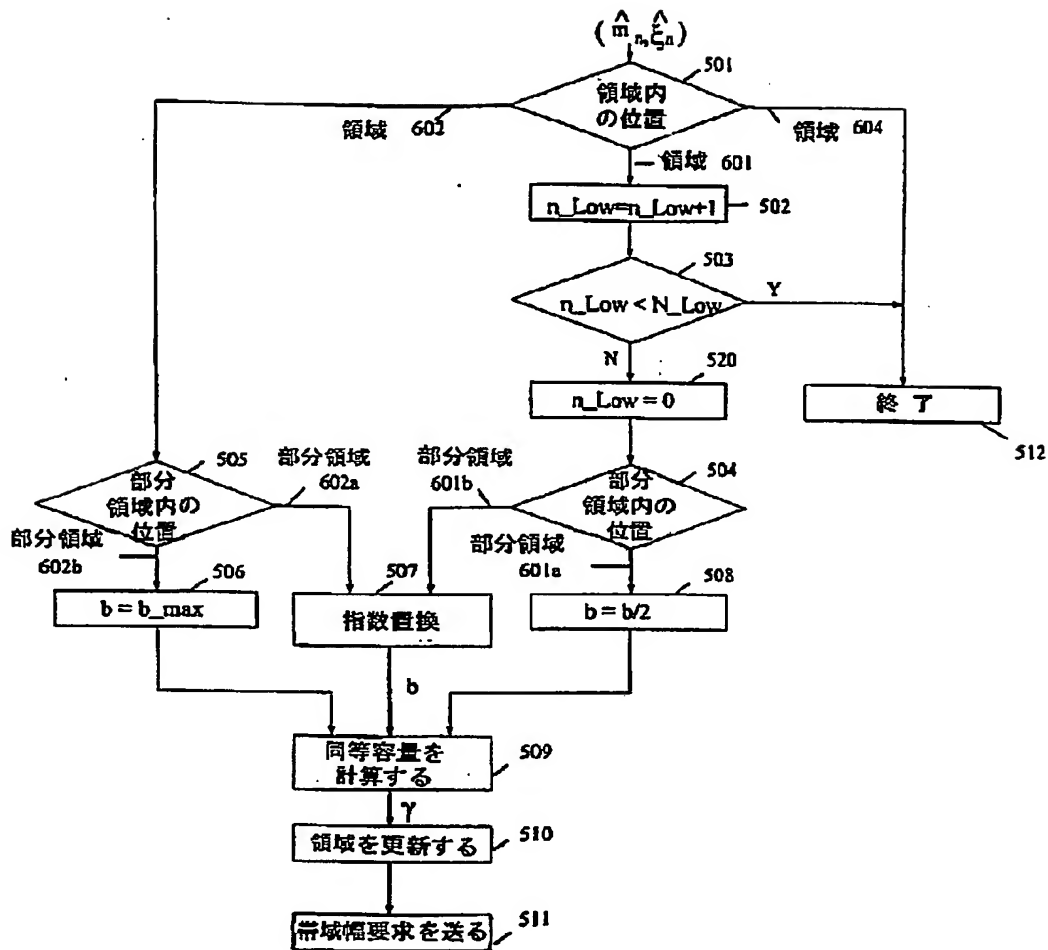 (m̂n, ξ̂n)
501
領域内
の位置
領域 602
領域 604
領域 601
n_Low=n_Low+1
502
503
n_Low < N_Low
Y
N
520
n_Low = 0
終了
512
505
部分
領域内の
位置
部分領域
602a
部分領域
601b
504
部分
領域内の
位置
部分領域
602b
部分領域
601a
506
b = b_max
507
指数置換
508
b = b/2
b
同等容量を
計算する
509
γ
領域を更新する
510
帯域幅要求を送る
511